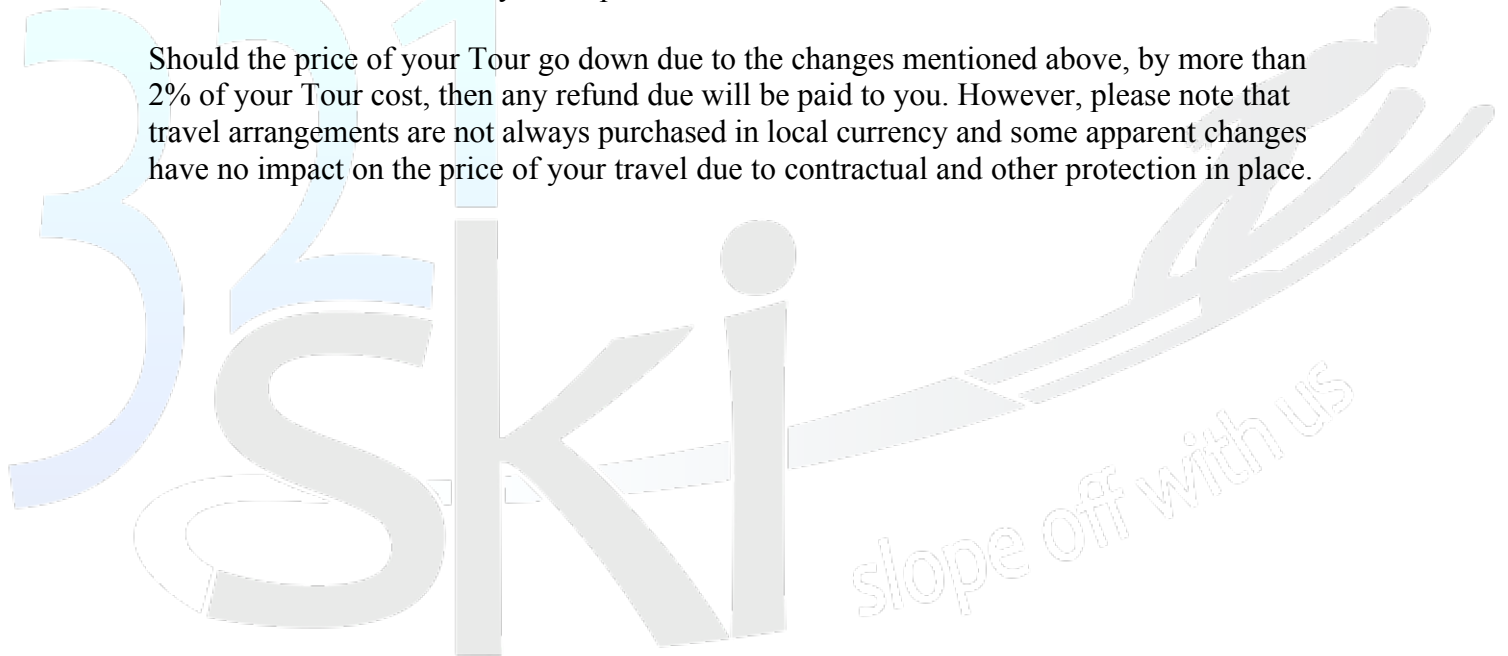 Should the price of your Tour go down due to the changes mentioned above, by more than
2% of your Tour cost, then any refund due will be paid to you. However, please note that
travel arrangements are not always purchased in local currency and some apparent changes
have no impact on the price of your travel due to contractual and other protection in place.
321
ski
slope off with us